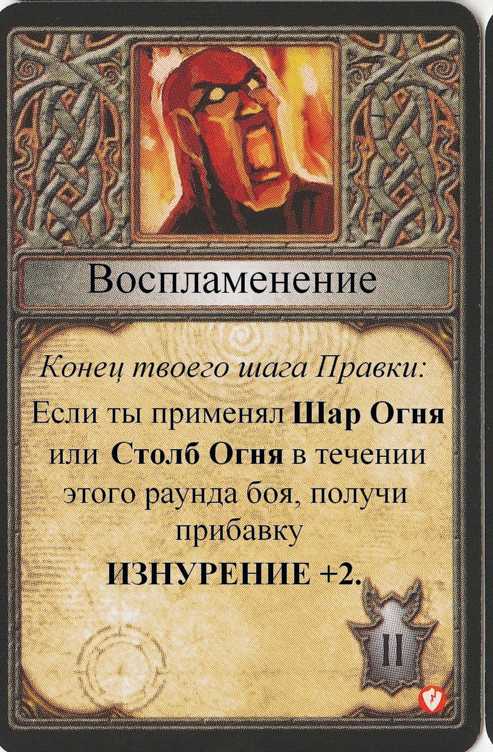 Воспламенение
Конец твоего шага Правки:
Если ты применял Шар Огня
или Столб Огня в течении
этого раунда боя, получи
прибавку
ИЗНУРЕНИЕ +2.
II